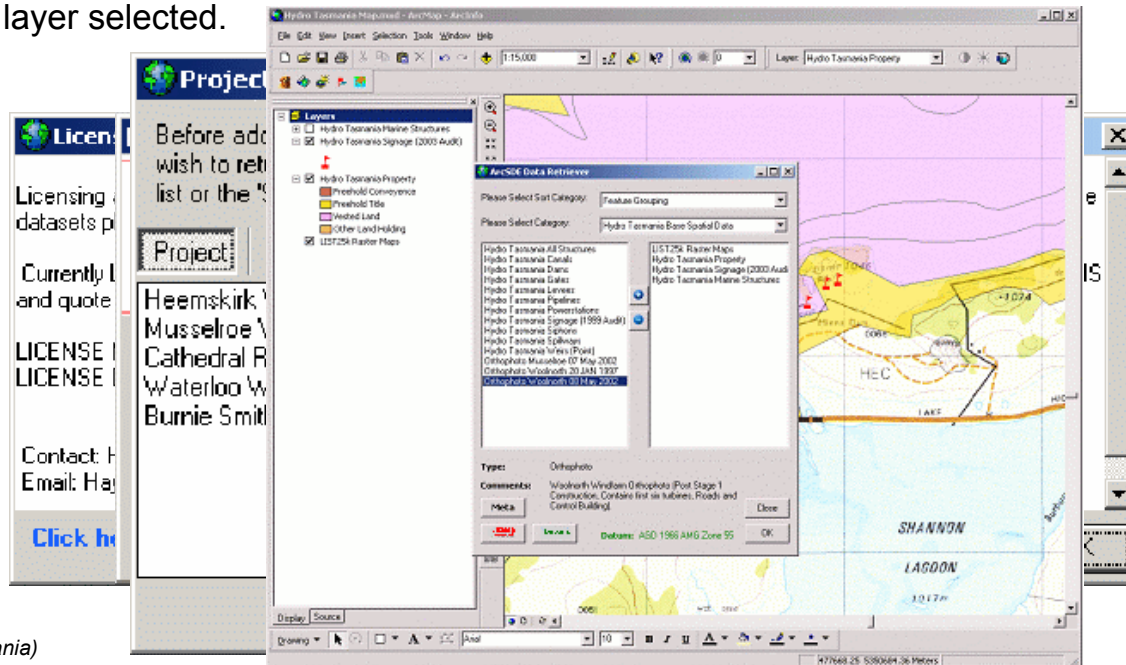 layer selected.
Hydro Tasmania Map.mxd - ArcMap - ArcInfo
File Edit View Insert Selection Tools Window Help
1:15,000
Layer: Hydro Tasmania Property
Project
Before add
wish to ret
list or the 'S
Project
Heemskirk
Musselroe
Cathedral R
Waterloo W
Burnie Smit
Licens
Licensing
datasets p
Currently
and quote
LICENSE
LICENSE
Contact: H
Email: Hay
Click he
e
IS
Layers
Hydro Tasmania Marine Structures
Hydro Tasmania Signage (2003 Audit)
Hydro Tasmania Property
Freehold Conveyence
Freehold Title
Vested Land
Other Land Holding
LIST25k Raster Maps
Display Source
ArcSDE Data Retriever
Please Select Sort Category: Feature Grouping
Please Select Category: Hydro Tasmania Base Spatial Data
Hydro Tasmania All Structures
Hydro Tasmania Canals
Hydro Tasmania Dams
Hydro Tasmania Gates
Hydro Tasmania Levees
Hydro Tasmania Pipelines
Hydro Tasmania Powerstations
Hydro Tasmania Signage (1999 Audit)
Hydro Tasmania Siphons
Hydro Tasmania Spillways
Hydro Tasmania Weirs (Point)
Orthophoto Musselroe 07 May 2002
Orthophoto Woolnorth 20 JAN 1997
Orthophoto Woolnorth 08 May 2002
LIST25k Raster Maps
Hydro Tasmania Property
Hydro Tasmania Signage (2003 Audi
Hydro Tasmania Marine Structures
Type: Orthophoto
Comments: Woolnorth Windfarm Orthophoto (Post Stage 1
Construction, Contains first six turbines, Roads and
Control Building).
Meta
Close
Datum: AGD 1966 AMG Zone 55
OK
1074
HEC
LAKE
SHANNON
LAGOON
1017m
Drawing
Arial
10
B I U
477668.25 5350684.36 Meters
ania)